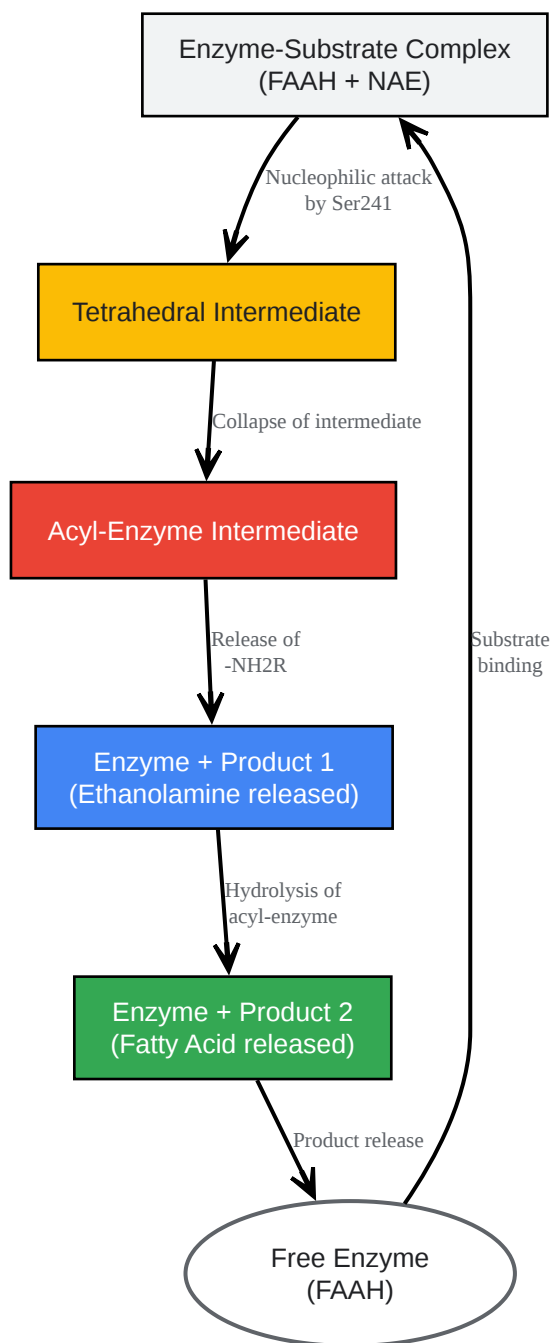 Enzyme-Substrate Complex
(FAAH + NAE)
Nucleophilic attack
by Ser241
Tetrahedral Intermediate
Collapse of intermediate
Acyl-Enzyme Intermediate
Release of
-NH2R
Substrate
binding
Enzyme + Product 1
(Ethanolamine released)
Hydrolysis of
acyl-enzyme
Enzyme + Product 2
(Fatty Acid released)
Product release
Free Enzyme
(FAAH)